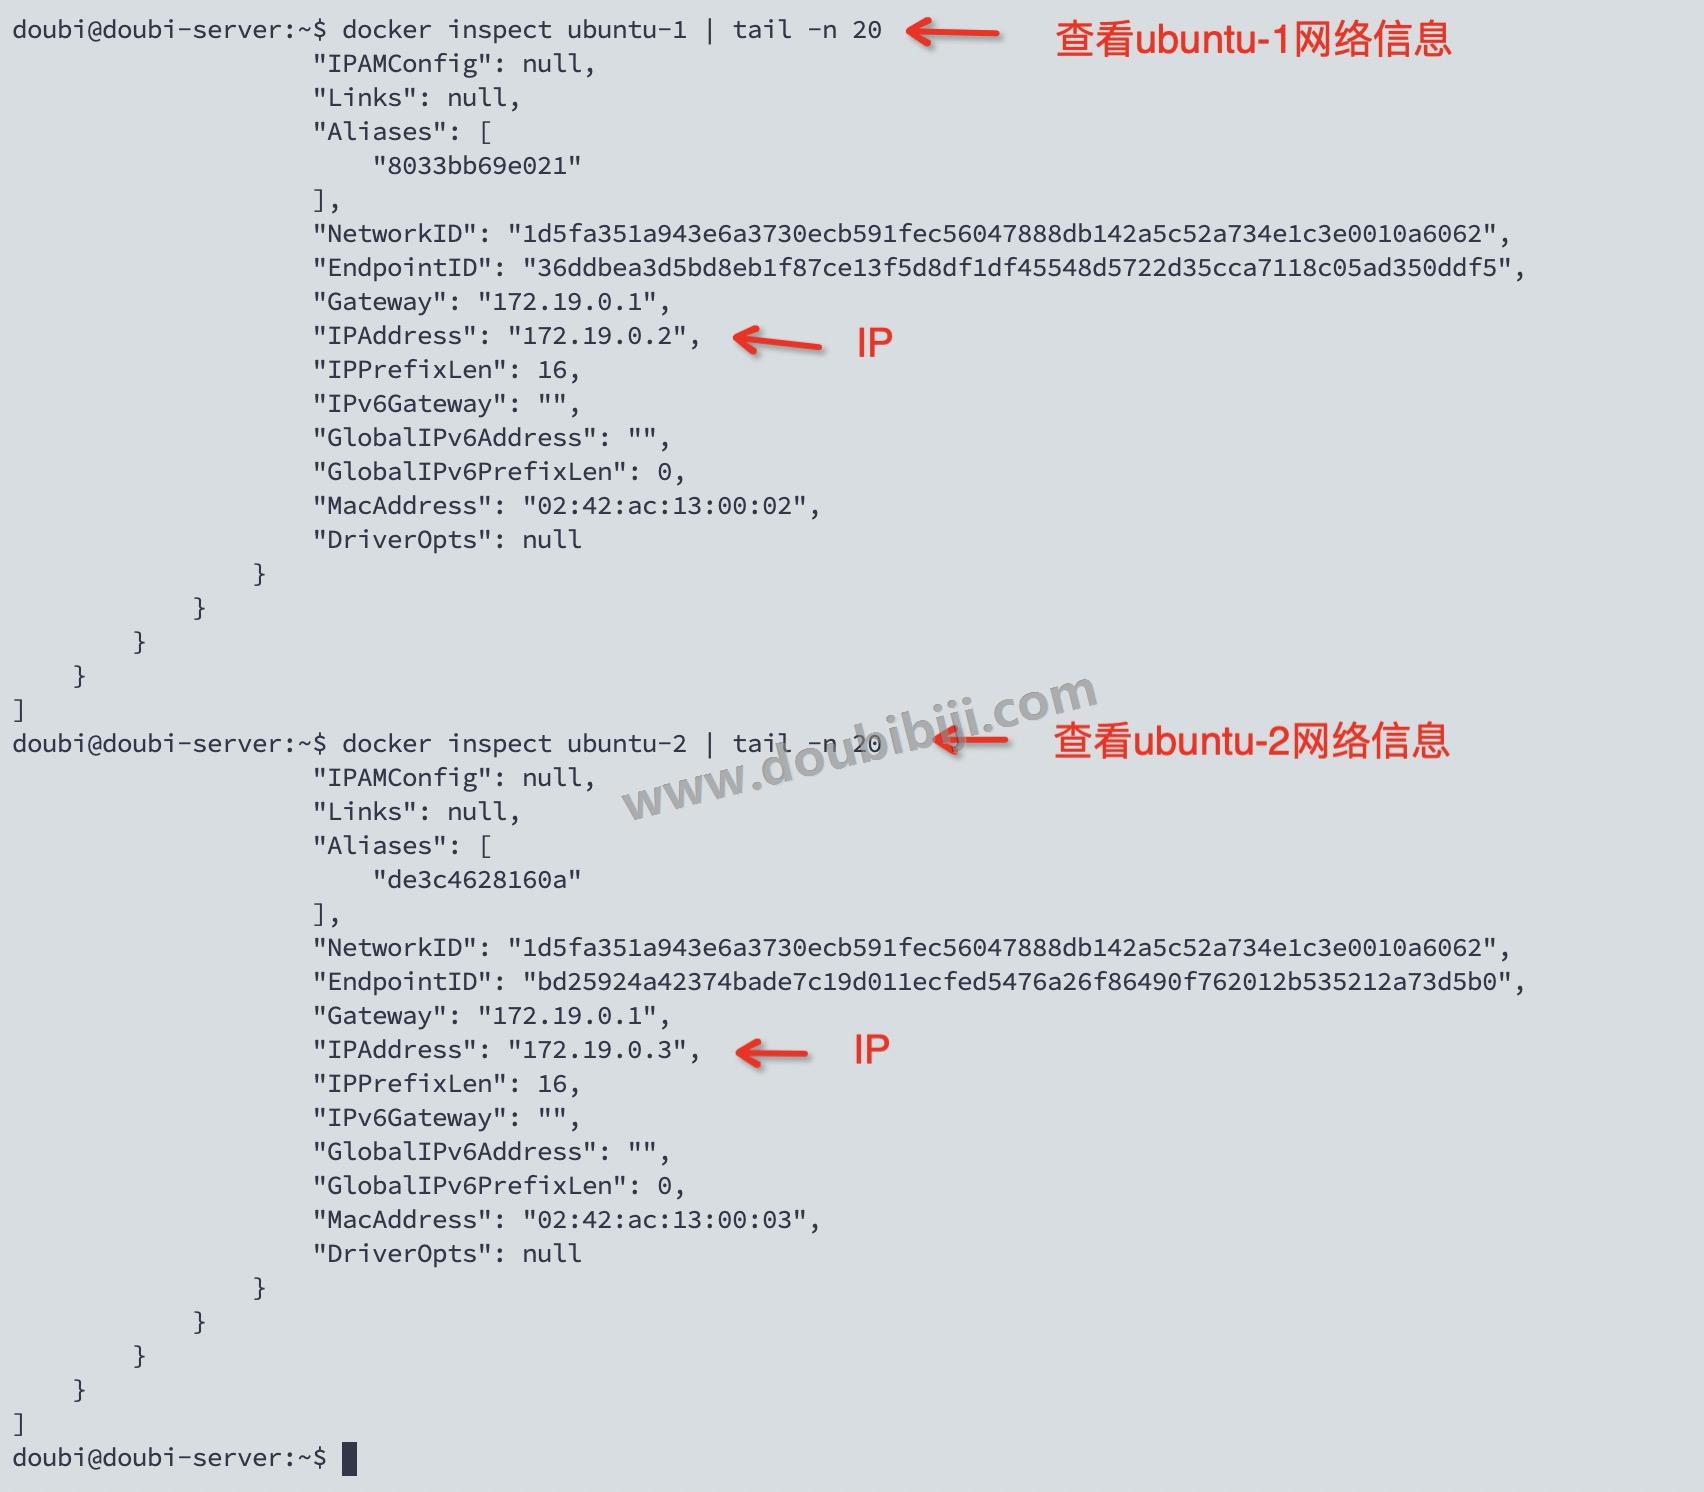 doubi@doubi-server:~$ docker inspect ubuntu-1 | tail -n 20 查看ubuntu-1网络信息
"IPAMConfig": null,
"Links": null,
"Aliases": [
"8033bb69e021"
],
"NetworkID": "1d5fa351a943e6a3730ecb591fec56047888db142a5c52a734e1c3e0010a6062",
"EndpointID": "36ddbea3d5bd8eb1f87ce13f5d8df1df45548d5722d35cca7118c05ad350ddf5",
"Gateway": "172.19.0.1",
"IPAddress": "172.19.0.2", IP
"IPPrefixLen": 16,
"IPv6Gateway": "",
"GlobalIPv6Address": "",
"GlobalIPv6PrefixLen": 0,
"MacAddress": "02:42:ac:13:00:02",
"DriverOpts": null
}
}
}
}
]
doubi@doubi-server:~$ docker inspect ubuntu-2 | tail -n 20 查看ubuntu-2网络信息
www.doubibiji.com
"IPAMConfig": null,
"Links": null,
"Aliases": [
"de3c4628160a"
],
"NetworkID": "1d5fa351a943e6a3730ecb591fec56047888db142a5c52a734e1c3e0010a6062",
"EndpointID": "bd25924a42374bade7c19d011ecfed5476a26f86490f762012b535212a73d5b0",
"Gateway": "172.19.0.1",
"IPAddress": "172.19.0.3", IP
"IPPrefixLen": 16,
"IPv6Gateway": "",
"GlobalIPv6Address": "",
"GlobalIPv6PrefixLen": 0,
"MacAddress": "02:42:ac:13:00:03",
"DriverOpts": null
}
}
}
}
]
doubi@doubi-server:~$